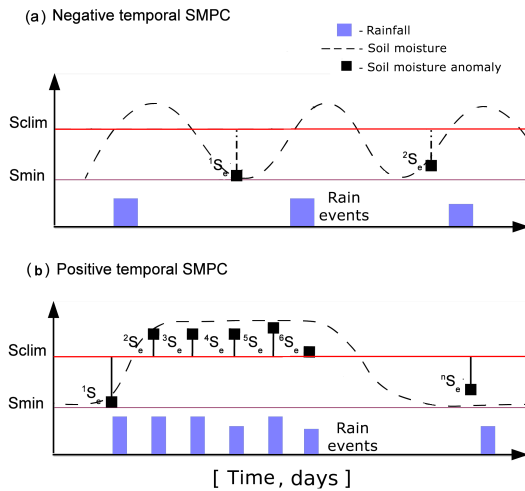 (a) Negative temporal SMPC
- Rainfall
- Soil moisture
- Soil moisture anomaly
Sclim
Smin
1Se
2Se
Rain
events
(b) Positive temporal SMPC
Sclim
Smin
1Se
2Se
3Se
4Se
5Se
6Se
nSe
Rain
events
[ Time, days ]